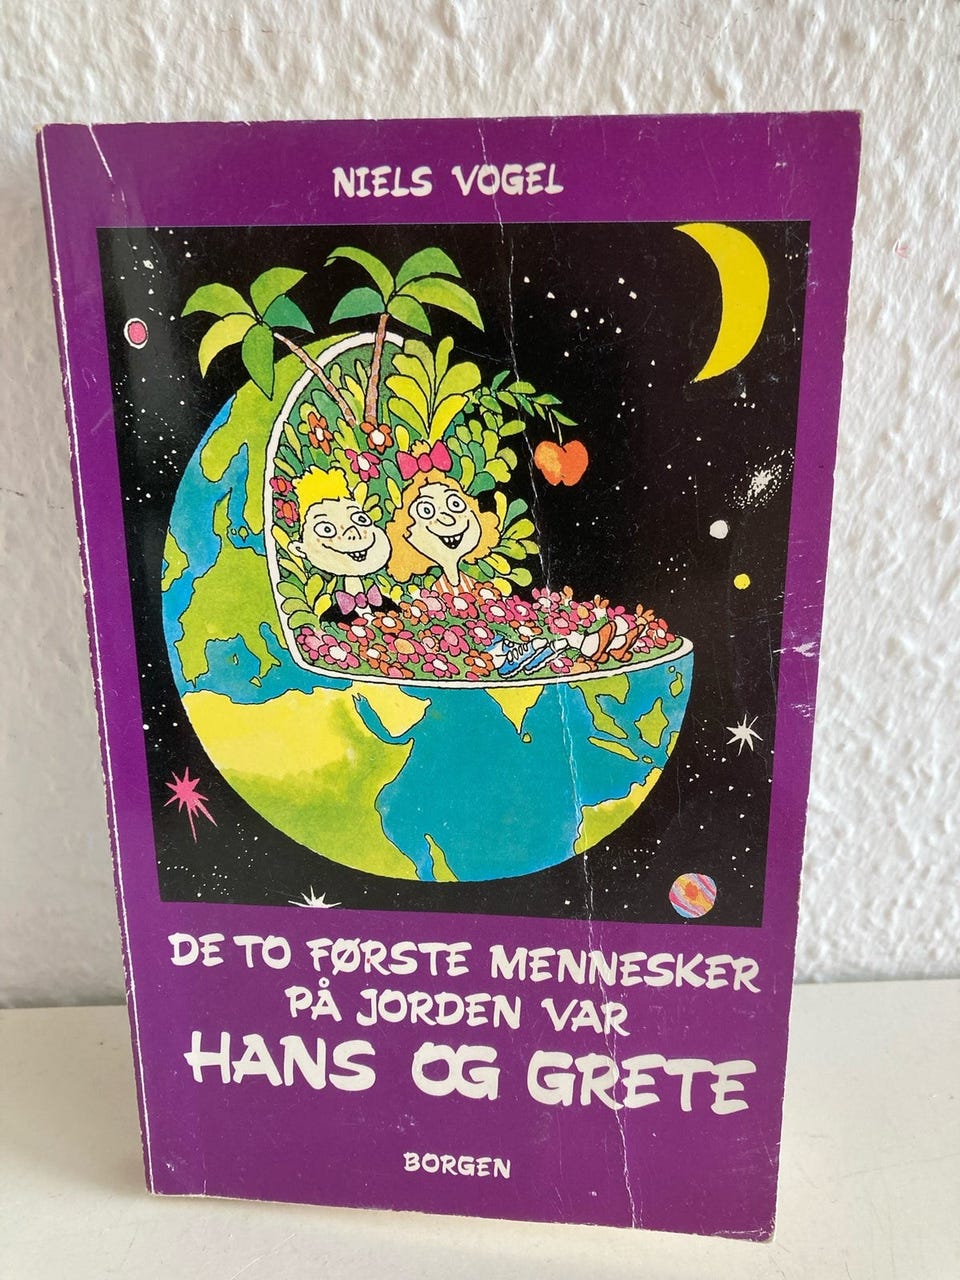 NIELS VOGEL
DE TO FØRSTE MENNESKER
PÅ JORDEN VAR
HANS OG GRETE
BORGEN